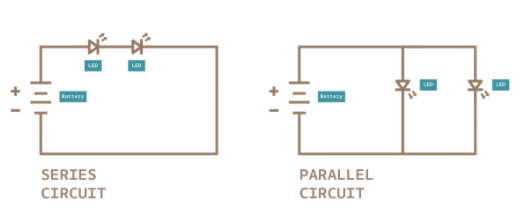 LED
LED
+
Battery
−
SERIES
CIRCUIT
LED
LED
+
Battery
−
PARALLEL
CIRCUIT